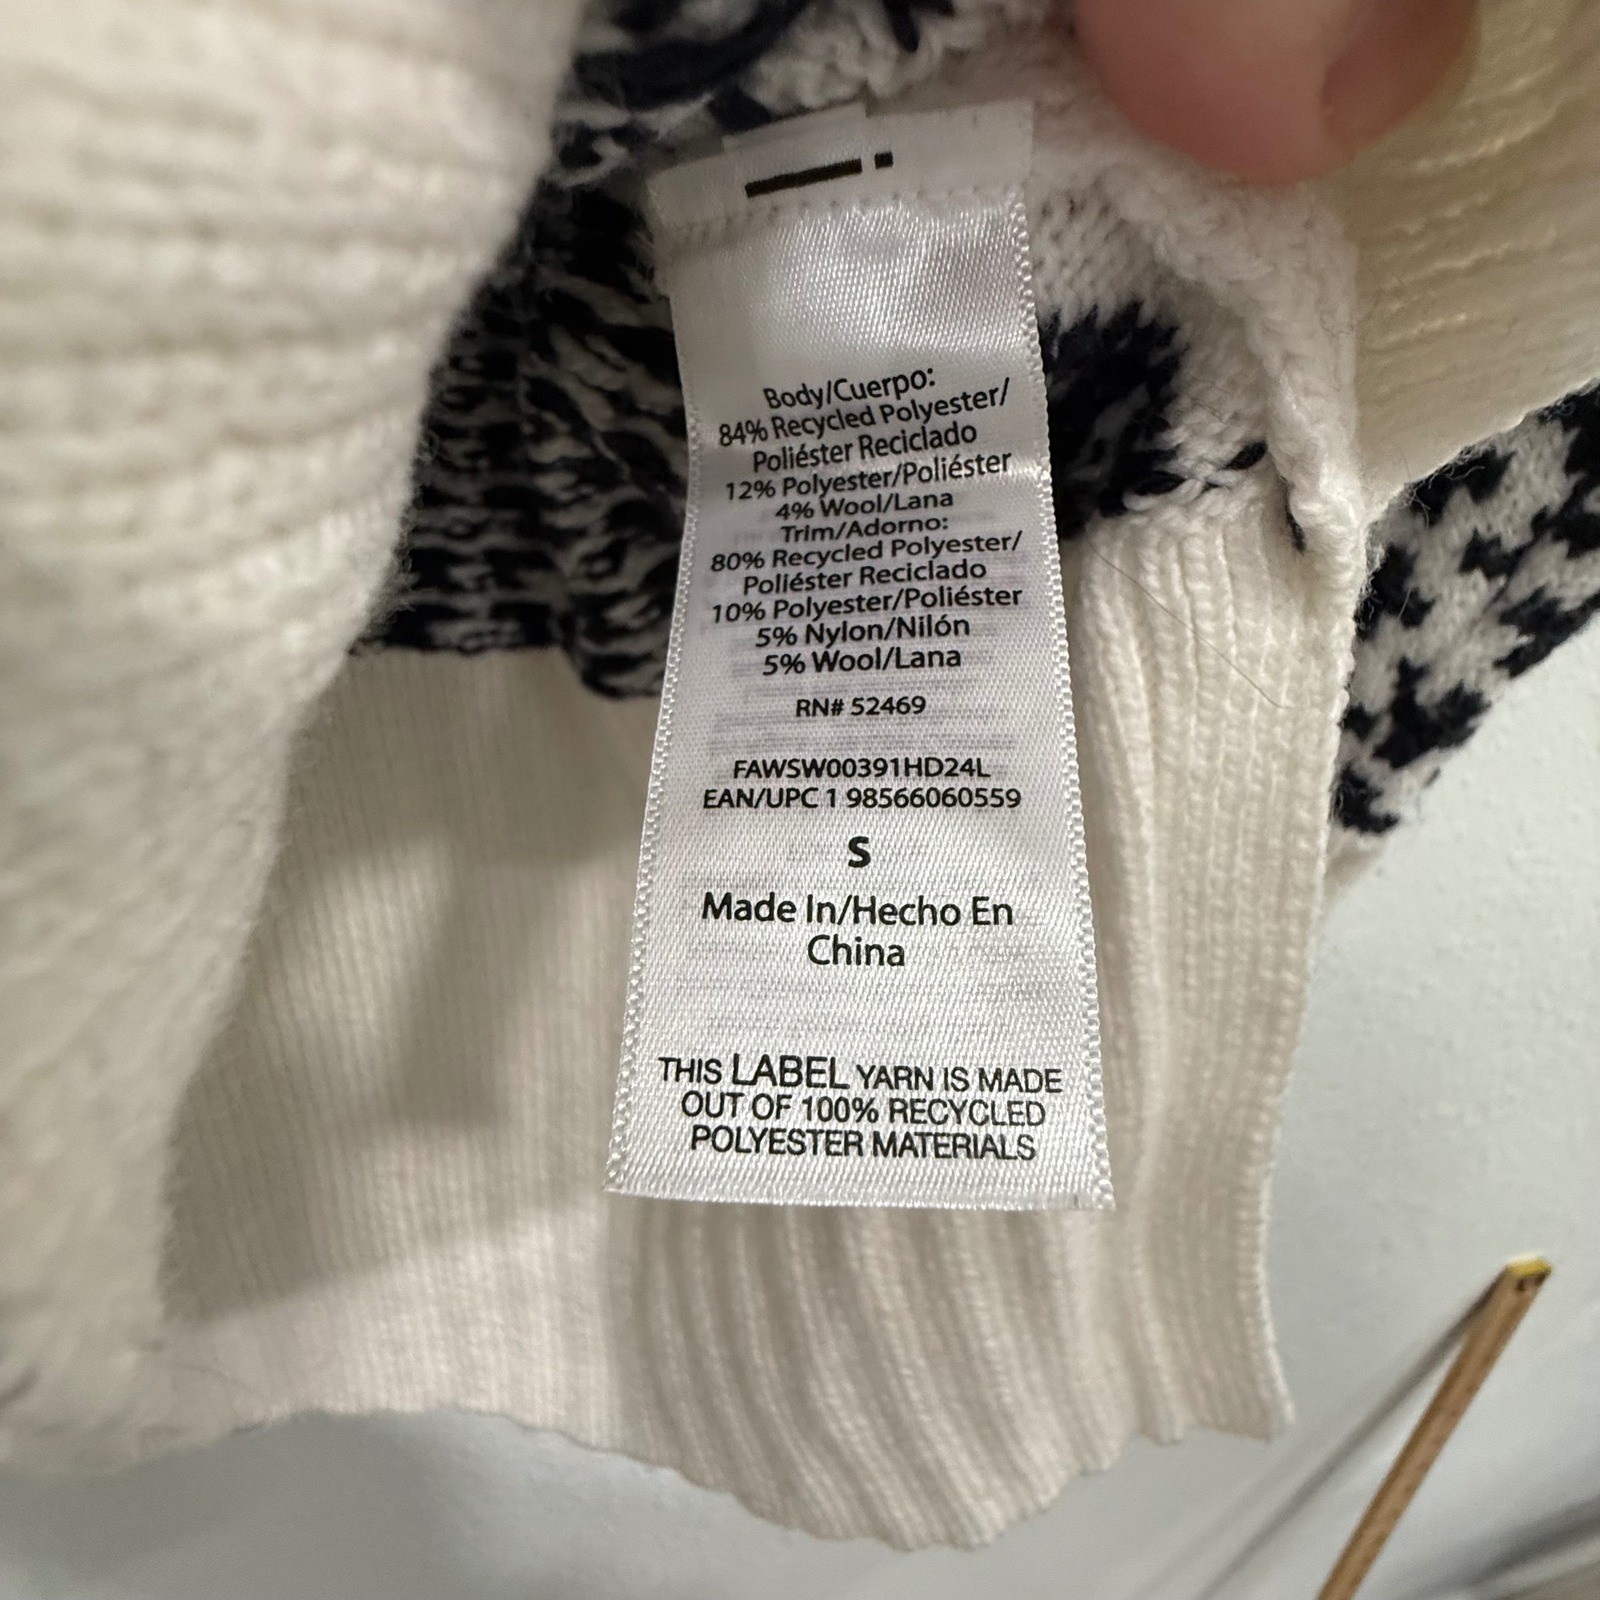 Body/Cuerpo:
84% Recycled Polyester/
Poliéster Reciclado
12% Polyester/Poliéster
4% Wool/Lana
Trim/Adorno:
80% Recycled Polyester/
Poliéster Reciclado
10% Polyester/Poliéster
5% Nylon/Nilón
5% Wool/Lana
RN# 52469
FAWSW00391HD24L
EAN/UPC 1 98566060559
S
Made In/Hecho En
China
THIS LABEL YARN IS MADE
OUT OF 100% RECYCLED
POLYESTER MATERIALS